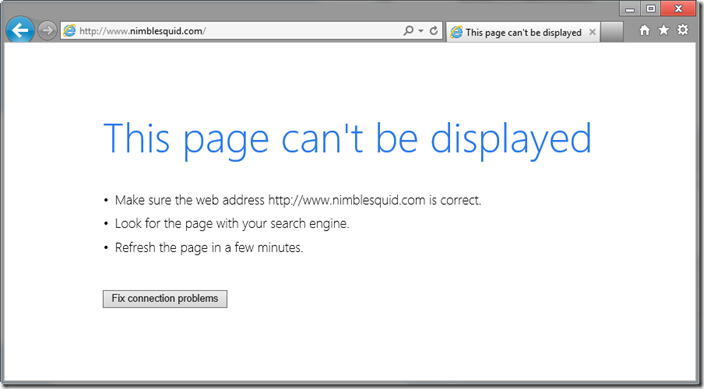 http://www.nimblesquid.com/
This page can't be displayed
This page can't be displayed
• Make sure the web address http://www.nimblesquid.com is correct.
• Look for the page with your search engine.
• Refresh the page in a few minutes.
Fix connection problems